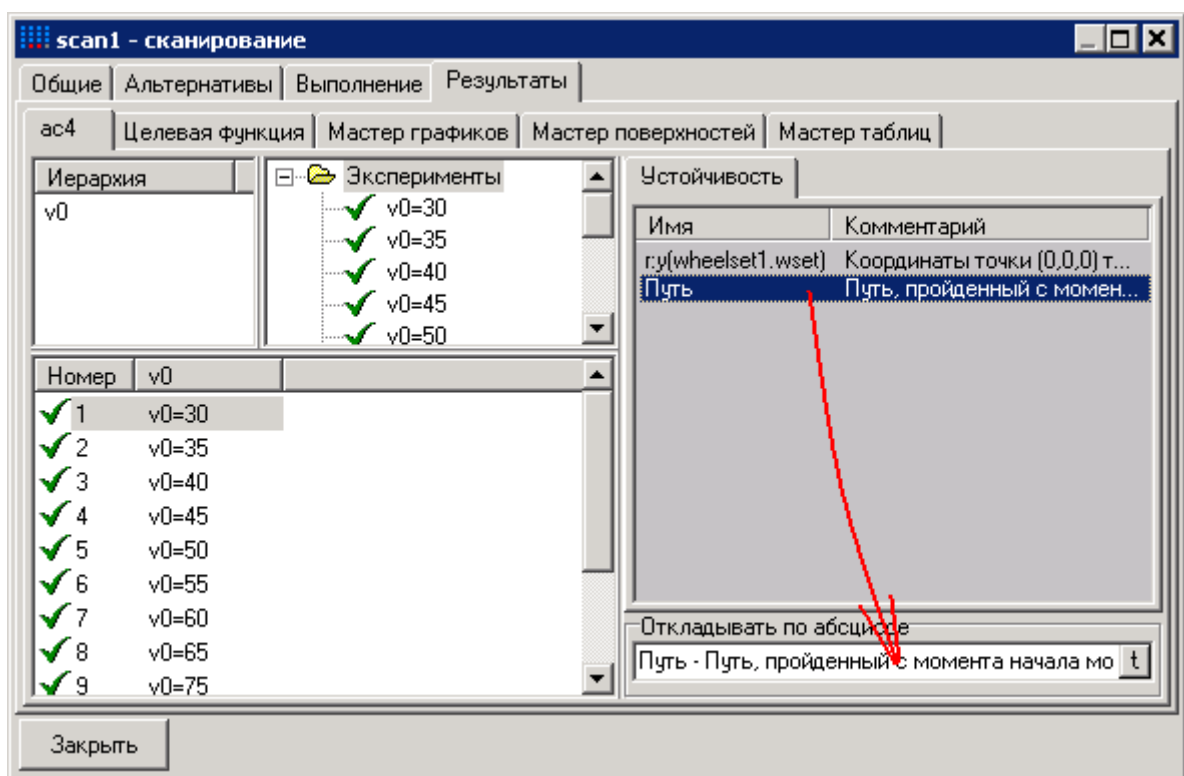 scan1 - сканирование
Общие Альтернативы Выполнение Результаты
ac4 Целевая функция Мастер графиков Мастер поверхностей Мастер таблиц
Иерархия
v0
Эксперименты
v0=30
v0=35
v0=40
v0=45
v0=50
Устойчивость
Имя Комментарий
r:y(wheelset1.wset) Координаты точки (0,0,0) т...
Путь Путь, пройденный с момен...
Номер v0
1 v0=30
2 v0=35
3 v0=40
4 v0=45
5 v0=50
6 v0=55
7 v0=60
8 v0=65
9 v0=75
Откладывать по абсциссе
Путь - Путь, пройденный с момента начала мо t
Закрыть